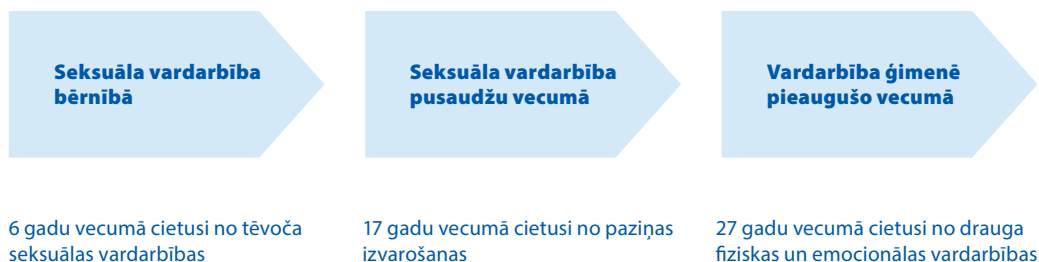 Seksuāla vardarbība
bērnībā
Seksuāla vardarbība
pusaudžu vecumā
Vardarbība ģimenē
pieaugušo vecumā
6 gadu vecumā cietusi no tēvoča
seksuālas vardarbības
17 gadu vecumā cietusi no paziņas
izvarošanas
27 gadu vecumā cietusi no drauga
fiziskas un emocionālas vardarbības